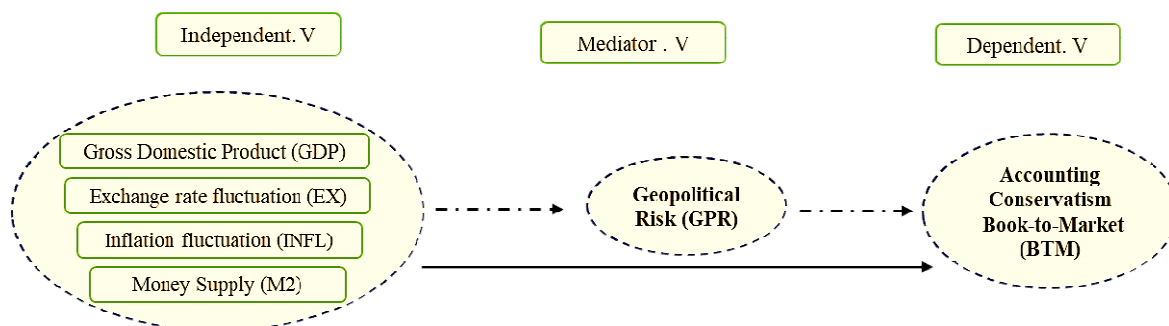 Independent. V
Mediator . V
Dependent. V
Gross Domestic Product (GDP)
Exchange rate fluctuation (EX)
Inflation fluctuation (INFL)
Money Supply (M2)
Geopolitical
Risk (GPR)
Accounting
Conservatism
Book-to-Market
(BTM)